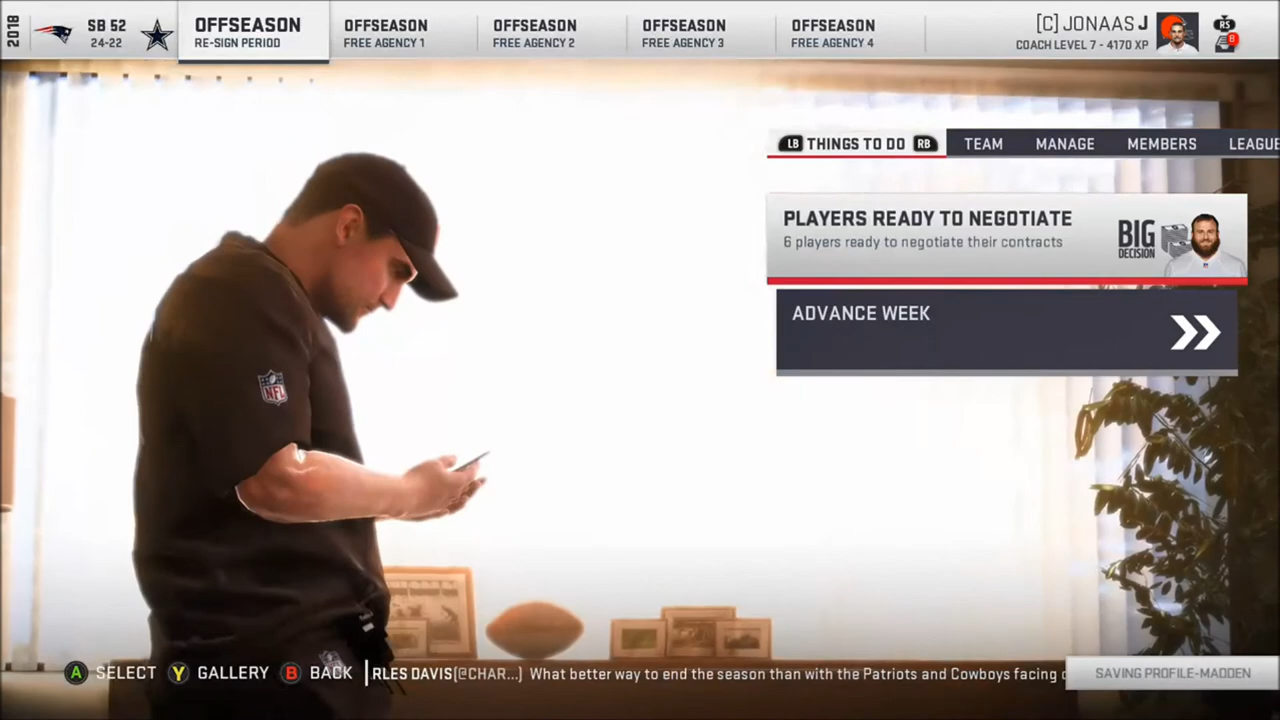 2018
SB 52
24-22
OFFSEASON
RE-SIGN PERIOD
OFFSEASON
FREE AGENCY 1
OFFSEASON
FREE AGENCY 2
OFFSEASON
FREE AGENCY 3
OFFSEASON
FREE AGENCY 4
[C] JONAAS J
COACH LEVEL 7 - 4170 XP
RS
B
LB THINGS TO DO RB
TEAM
MANAGE
MEMBERS
LEAGUE
PLAYERS READY TO NEGOTIATE
6 players ready to negotiate their contracts
BIG
DECISION
ADVANCE WEEK
NFL
A SELECT Y GALLERY B BACK
RLES DAVIS(@CHAR...) What better way to end the season than with the Patriots and Cowboys facing
SAVING PROFILE-MADDEN